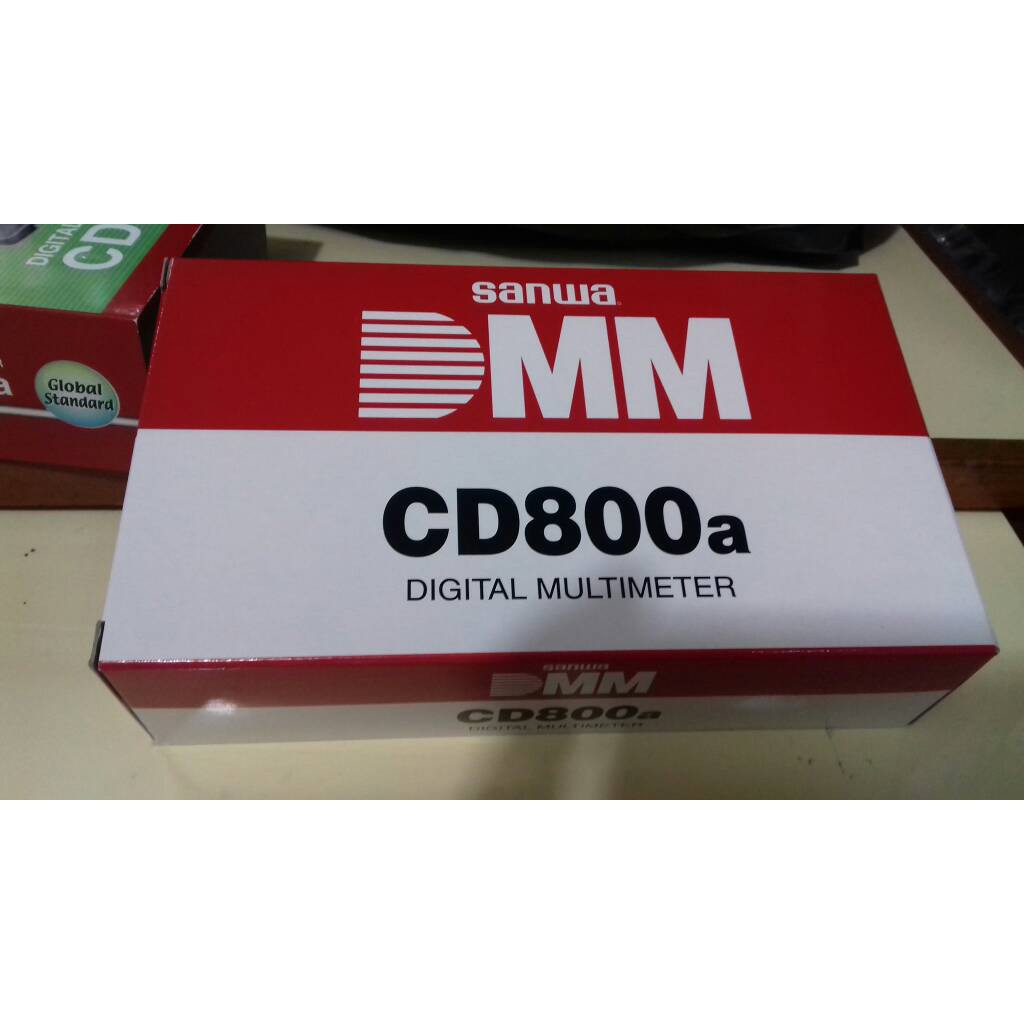 sanwa
DMM
CD800a
DIGITAL MULTIMETER
sanwa
DMM
CD800a
DIGITAL MULTIMETER
DIGITAL
CD
a
Global
Standard